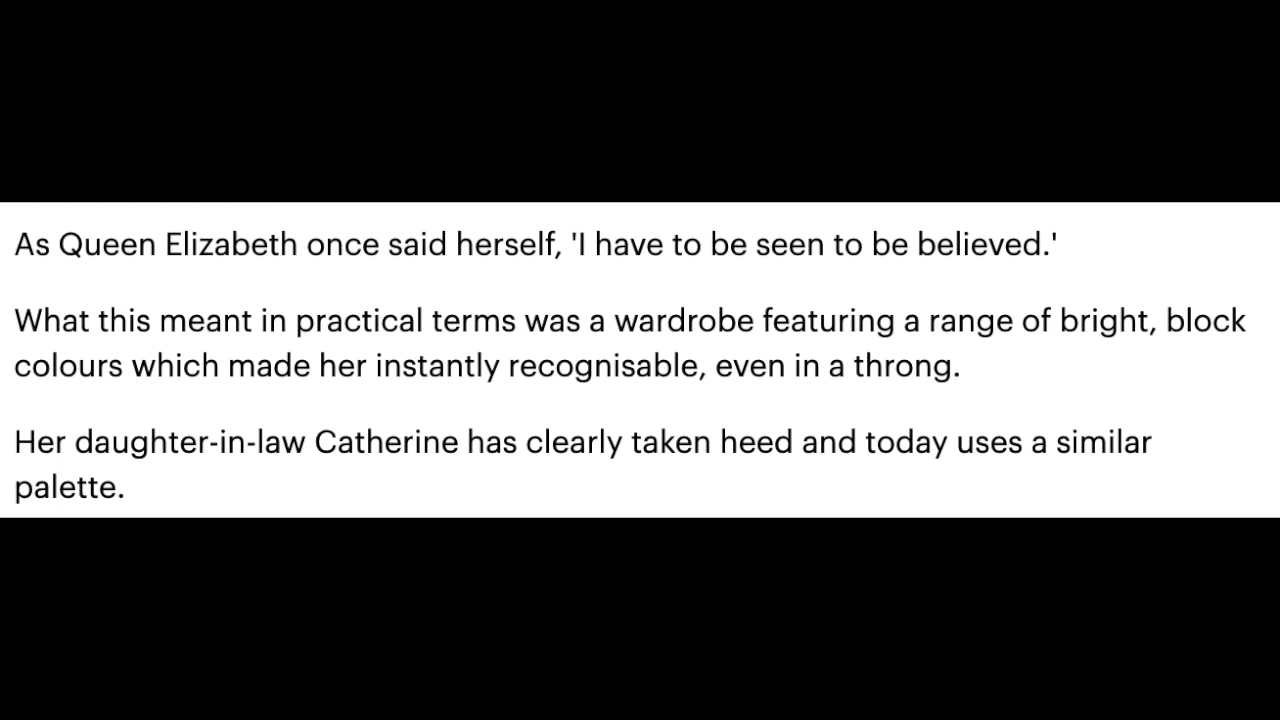 As Queen Elizabeth once said herself, 'I have to be seen to be believed.'
What this meant in practical terms was a wardrobe featuring a range of bright, block
colours which made her instantly recognisable, even in a throng.
Her daughter-in-law Catherine has clearly taken heed and today uses a similar
palette.